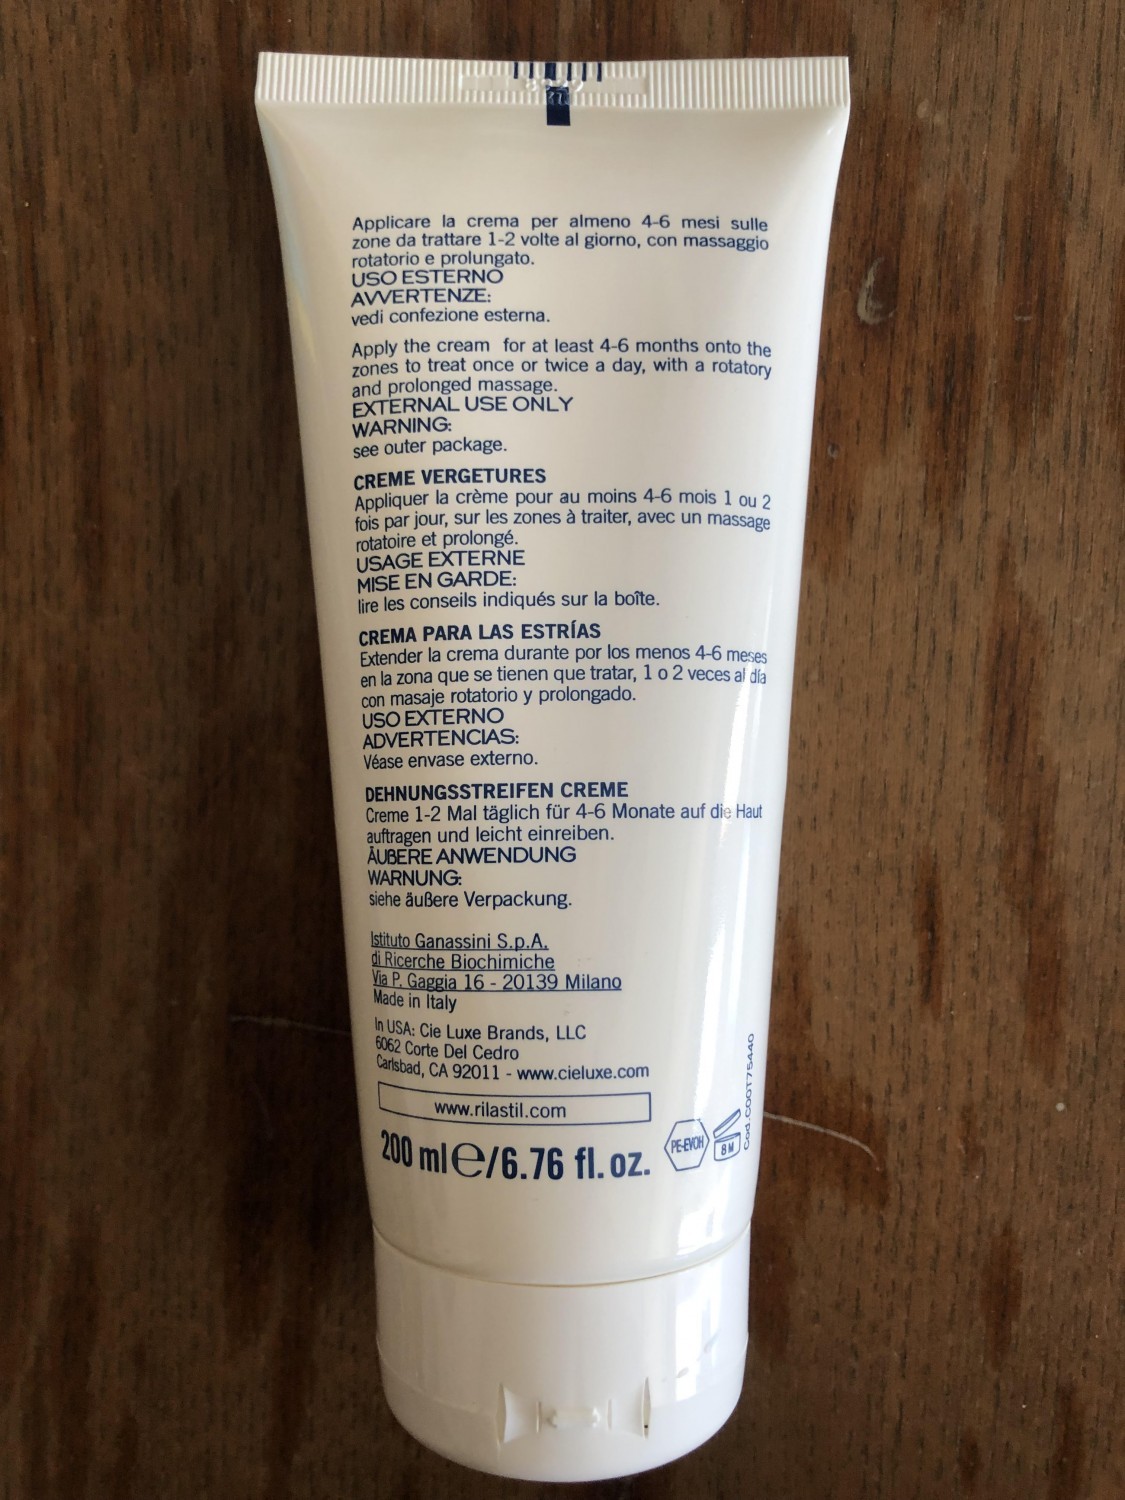 Applicare la crema per almeno 4-6 mesi sulle
zone da trattare 1-2 volte al giorno, con massaggio
rotatorio e prolungato.
USO ESTERNO
AVVERTENZE:
vedi confezione esterna.
Apply the cream for at least 4-6 months onto the
zones to treat once or twice a day, with a rotatory
and prolonged massage.
EXTERNAL USE ONLY
WARNING:
see outer package.
CREME VERGETURES
Appliquer la crème pour au moins 4-6 mois 1 ou 2
fois par jour, sur les zones à traiter, avec un massage
rotatoire et prolongé.
USAGE EXTERNE
MISE EN GARDE:
lire les conseils indiqués sur la boîte.
CREMA PARA LAS ESTRÍAS
Extender la crema durante por los menos 4-6 meses
en la zona que se tienen que tratar, 1 o 2 veces al día
con masaje rotatorio y prolongado.
USO EXTERNO
ADVERTENCIAS:
Véase envase externo.
DEHNUNGSSTREIFEN CREME
Creme 1-2 Mal täglich für 4-6 Monate auf die Haut
auftragen und leicht einreiben.
ÄUßERE ANWENDUNG
WARNUNG:
siehe äußere Verpackung.
Istituto Ganassini S.p.A.
di Ricerche Biochimiche
Via P. Gaggia 16 - 20139 Milano
Made in Italy
In USA: Cie Luxe Brands, LLC
6062 Corte Del Cedro
Carlsbad, CA 92011 - www.cieluxe.com
www.rilastil.com
200 ml e/6.76 fl. oz.
PE-EVOH
8 M
Cod.COOT75440